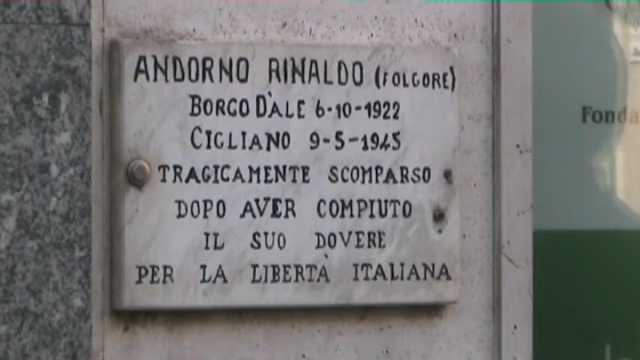 ANDORNO RINALDO (FOLGORE)
BORGO D'ALE 6-10-1922
CIGLIANO 9-5-1945
TRAGICAMENTE SCOMPARSO
DOPO AVER COMPIUTO
IL SUO DOVERE
PER LA LIBERTÀ ITALIANA
Fonda